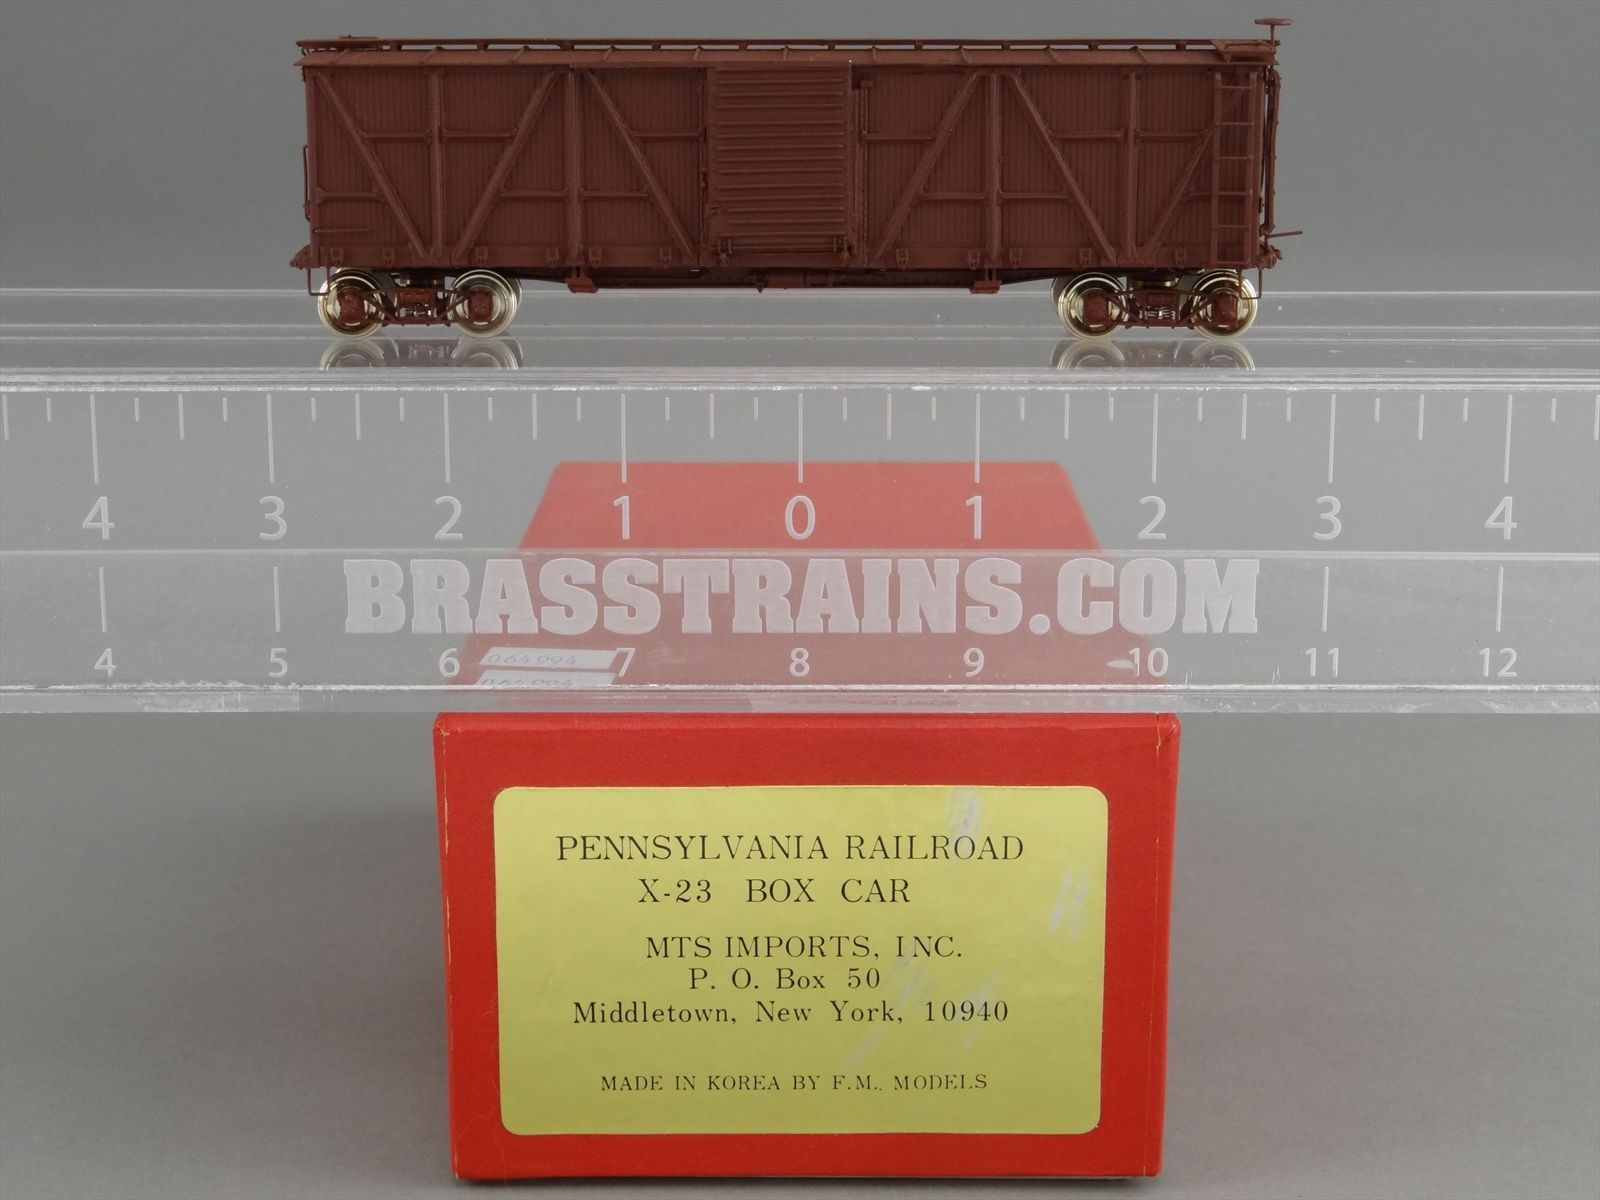 4 3 2 1 0 1 2 3 4
BRASSTRAINS.COM
4 5 6 7 8 9 10 11 12
064994
PENNSYLVANIA RAILROAD
X-23 BOX CAR
MTS IMPORTS, INC.
P. O. Box 50
Middletown, New York, 10940
MADE IN KOREA BY F.M.. MODELS